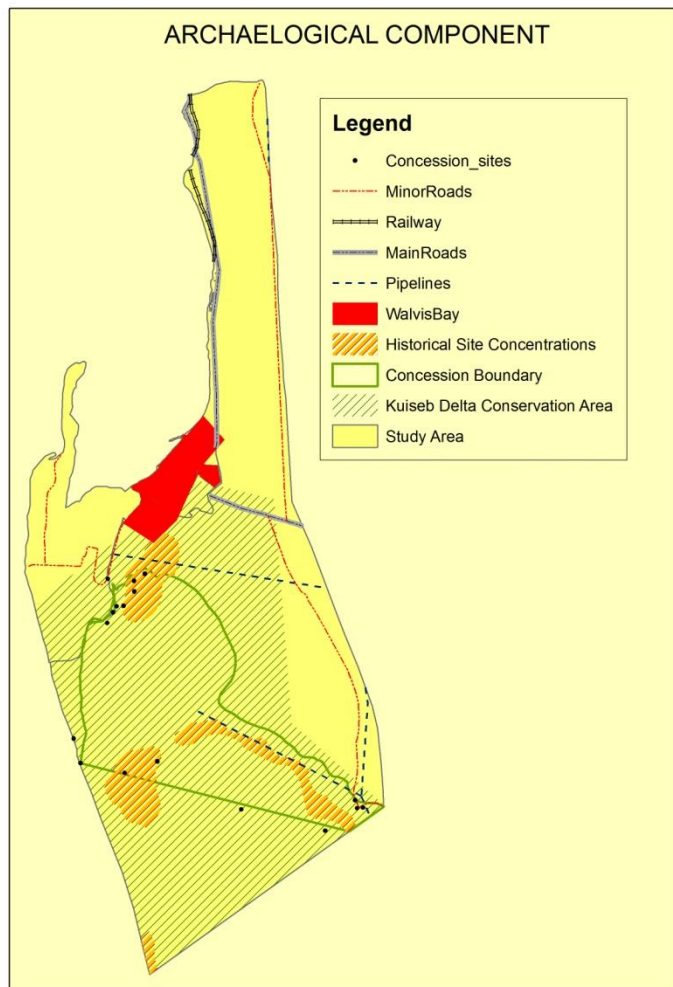 ARCHAELOGICAL COMPONENT
Legend
Concession_sites
MinorRoads
Railway
MainRoads
Pipelines
WalvisBay
Historical Site Concentrations
Concession Boundary
Kuiseb Delta Conservation Area
Study Area